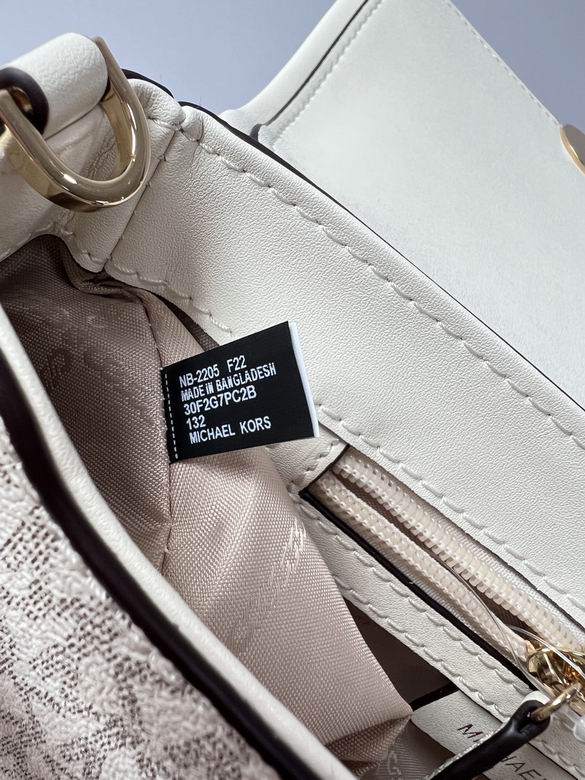 NB-2205 F22
MADE IN BANGLADESH
30F2G7PC2B
132
MICHAEL KORS